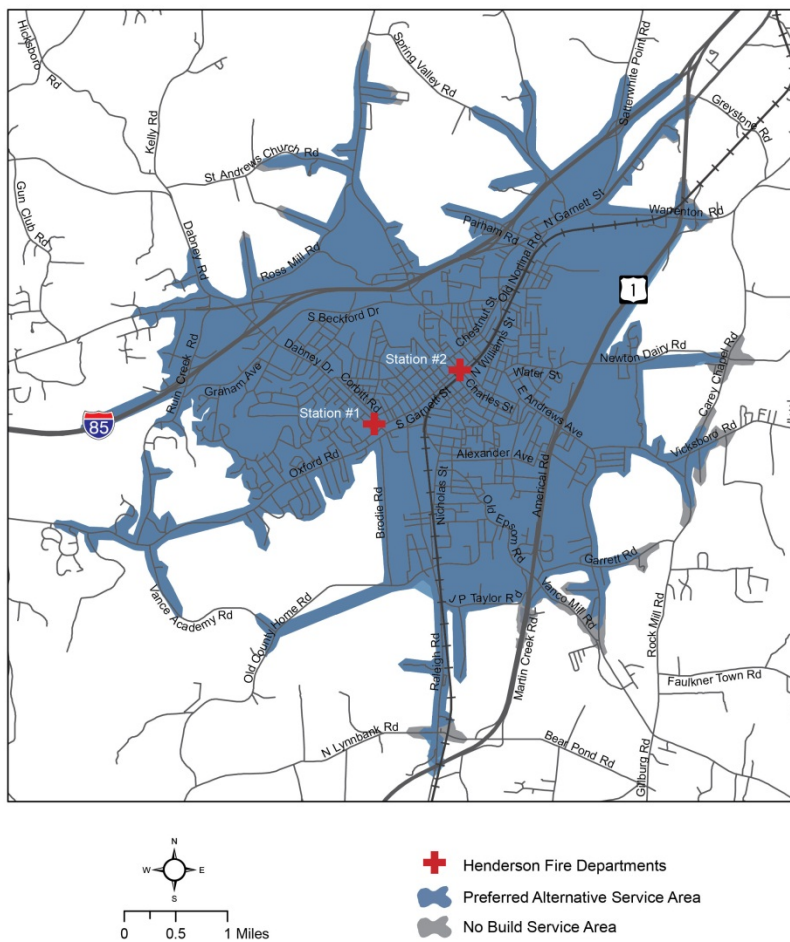 Hicksboro Rd
Spring Valley Rd
Satterwhite Point Rd
Greystone Rd
Kelly Rd
St Andrews Church Rd
Gun Club Rd
Dabney Rd
Ross Mill Rd
Parham Rd
N Garnett St
Warrenton Rd
Old Norlina Rd
1
S Beckford Dr
Chestnut St
N Williams St
Station #2
Newton Dairy Rd
Carey Chapel Rd
Ruin Creek Rd
Graham Ave
Dabney Dr
Corbitt Rd
Water St
Charles St
E Andrews Ave
Station #1
S Garnett St
85
Vicksboro Rd
Oxford Rd
Alexander Ave
Brodie Rd
Nicholas St
Americal Rd
Old Epsom Rd
Garrett Rd
Vance Academy Rd
Old County Home Rd
J P Taylor Rd
Vanco Mill Rd
Rock Mill Rd
Raleigh Rd
Martin Creek Rd
Faulkner Town Rd
N Lynnbank Rd
Bear Pond Rd
Gillburg Rd
N
W
E
S
0 0.5 1 Miles
Henderson Fire Departments
Preferred Alternative Service Area
No Build Service Area